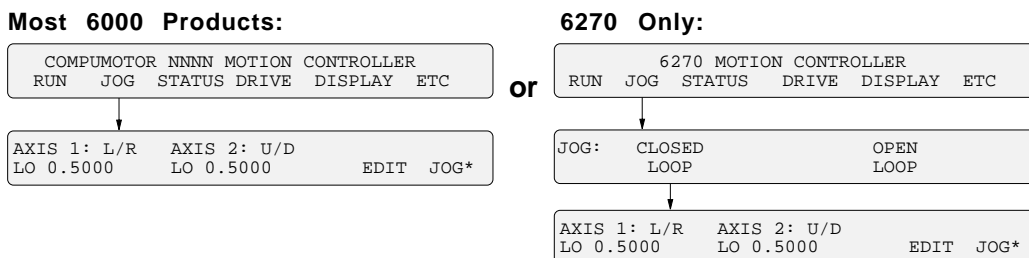 Most 6000 Products:
COMPUMOTOR NNNN MOTION CONTROLLER
RUN JOG STATUS DRIVE DISPLAY ETC
AXIS 1: L/R AXIS 2: U/D
LO 0.5000 LO 0.5000 EDIT JOG*
or
6270 Only:
6270 MOTION CONTROLLER
RUN JOG STATUS DRIVE DISPLAY ETC
JOG: CLOSED OPEN
LOOP LOOP
AXIS 1: L/R AXIS 2: U/D
LO 0.5000 LO 0.5000 EDIT JOG*